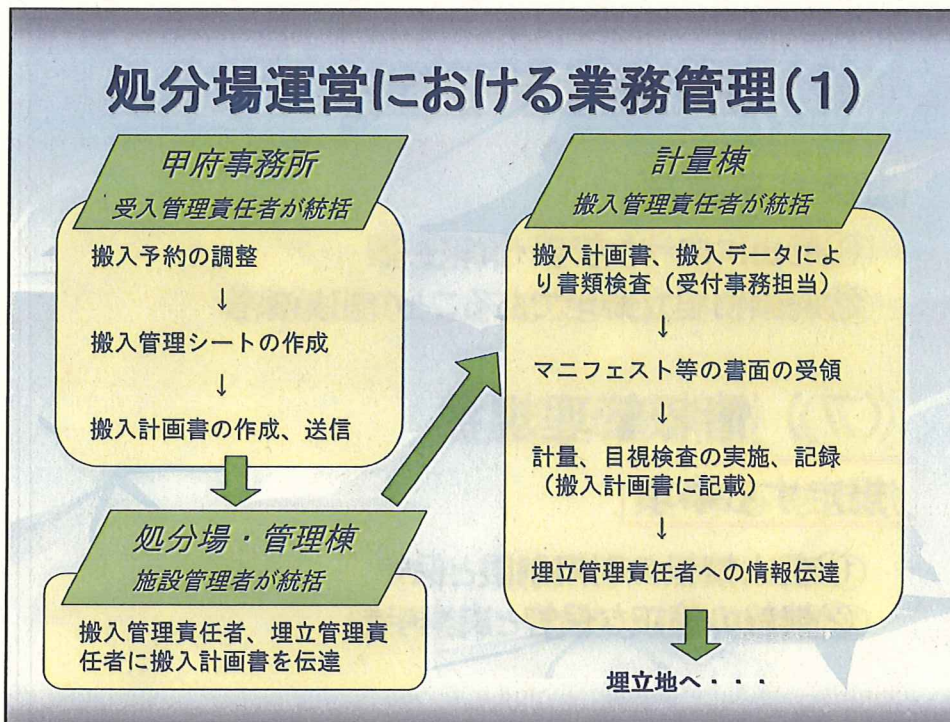 処分場運営における業務管理(1)
甲府事務所
受入管理責任者が統括
搬入予約の調整
↓
搬入管理シートの作成
↓
搬入計画書の作成、送信
処分場・管理棟
施設管理者が統括
搬入管理責任者、埋立管理責
任者に搬入計画書を伝達
計量棟
搬入管理責任者が統括
搬入計画書、搬入データによ
り書類検査(受付事務担当)
↓
マニフェスト等の書面の受領
↓
計量、目視検査の実施、記録
(搬入計画書に記載)
↓
埋立管理責任者への情報伝達
埋立地へ・・・